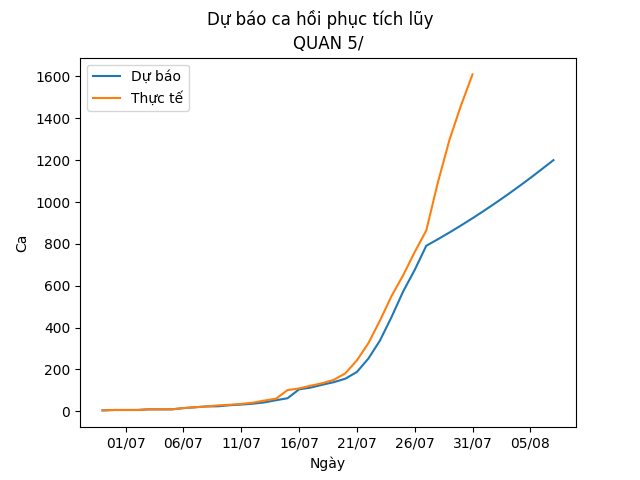 Dự báo ca hồi phục tích lũy
QUAN 5/
Dự báo
Thực tế
Ca
1600
1400
1200
1000
800
600
400
200
0
01/07 06/07 11/07 16/07 21/07 26/07 31/07 05/08
Ngày